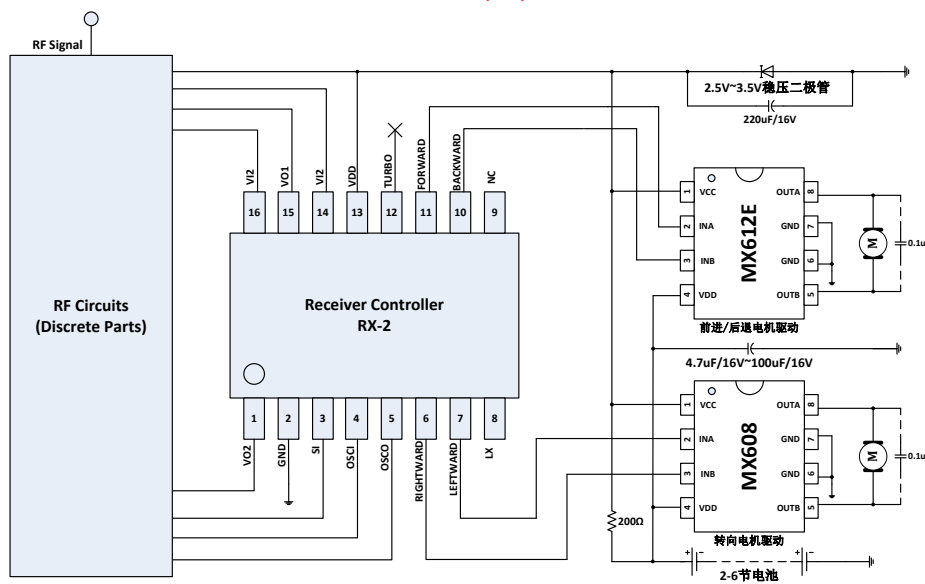 RF Signal
2.5V~3.5V稳压二极管
220uF/16V
VI2
VO1
VI2
VDD
TURBO
FORWARD
BACKWARD
NC
16
15
14
13
12
11
10
9
RF Circuits
(Discrete Parts)
Receiver Controller
RX-2
1
2
3
4
5
6
7
8
VO2
GND
SI
OSCI
OSCO
RIGHTWARD
LEFTWARD
LX
1
VCC
OUTA
8
2
INA
GND
7
3
INB
GND
6
4
VDD
OUTB
5
MX612E
M
0.1u
前进/后退电机驱动
4.7uF/16V~100uF/16V
1
VCC
OUTA
8
2
INA
GND
7
3
INB
GND
6
4
VDD
OUTB
5
MX608
M
0.1u
转向电机驱动
200Ω
+
-
+
-
2-6节电池